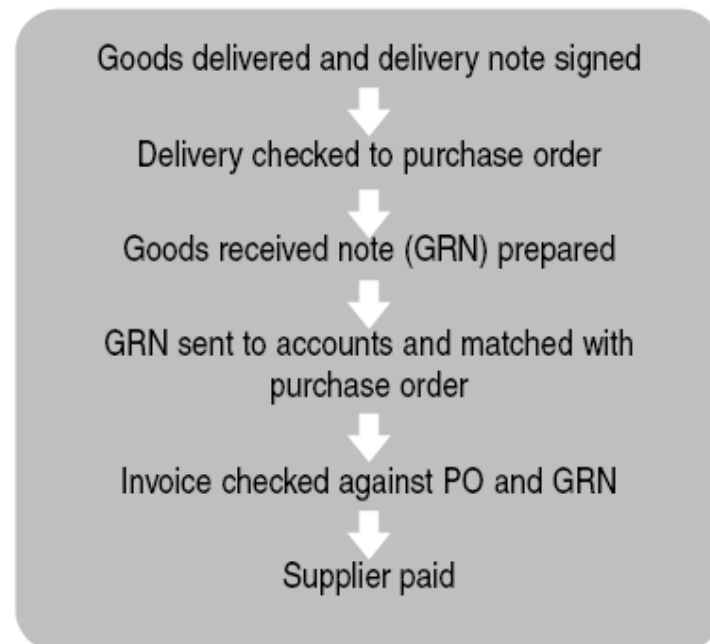 Goods delivered and delivery note signed
Delivery checked to purchase order
Goods received note (GRN) prepared
GRN sent to accounts and matched with
purchase order
Invoice checked against PO and GRN
Supplier paid